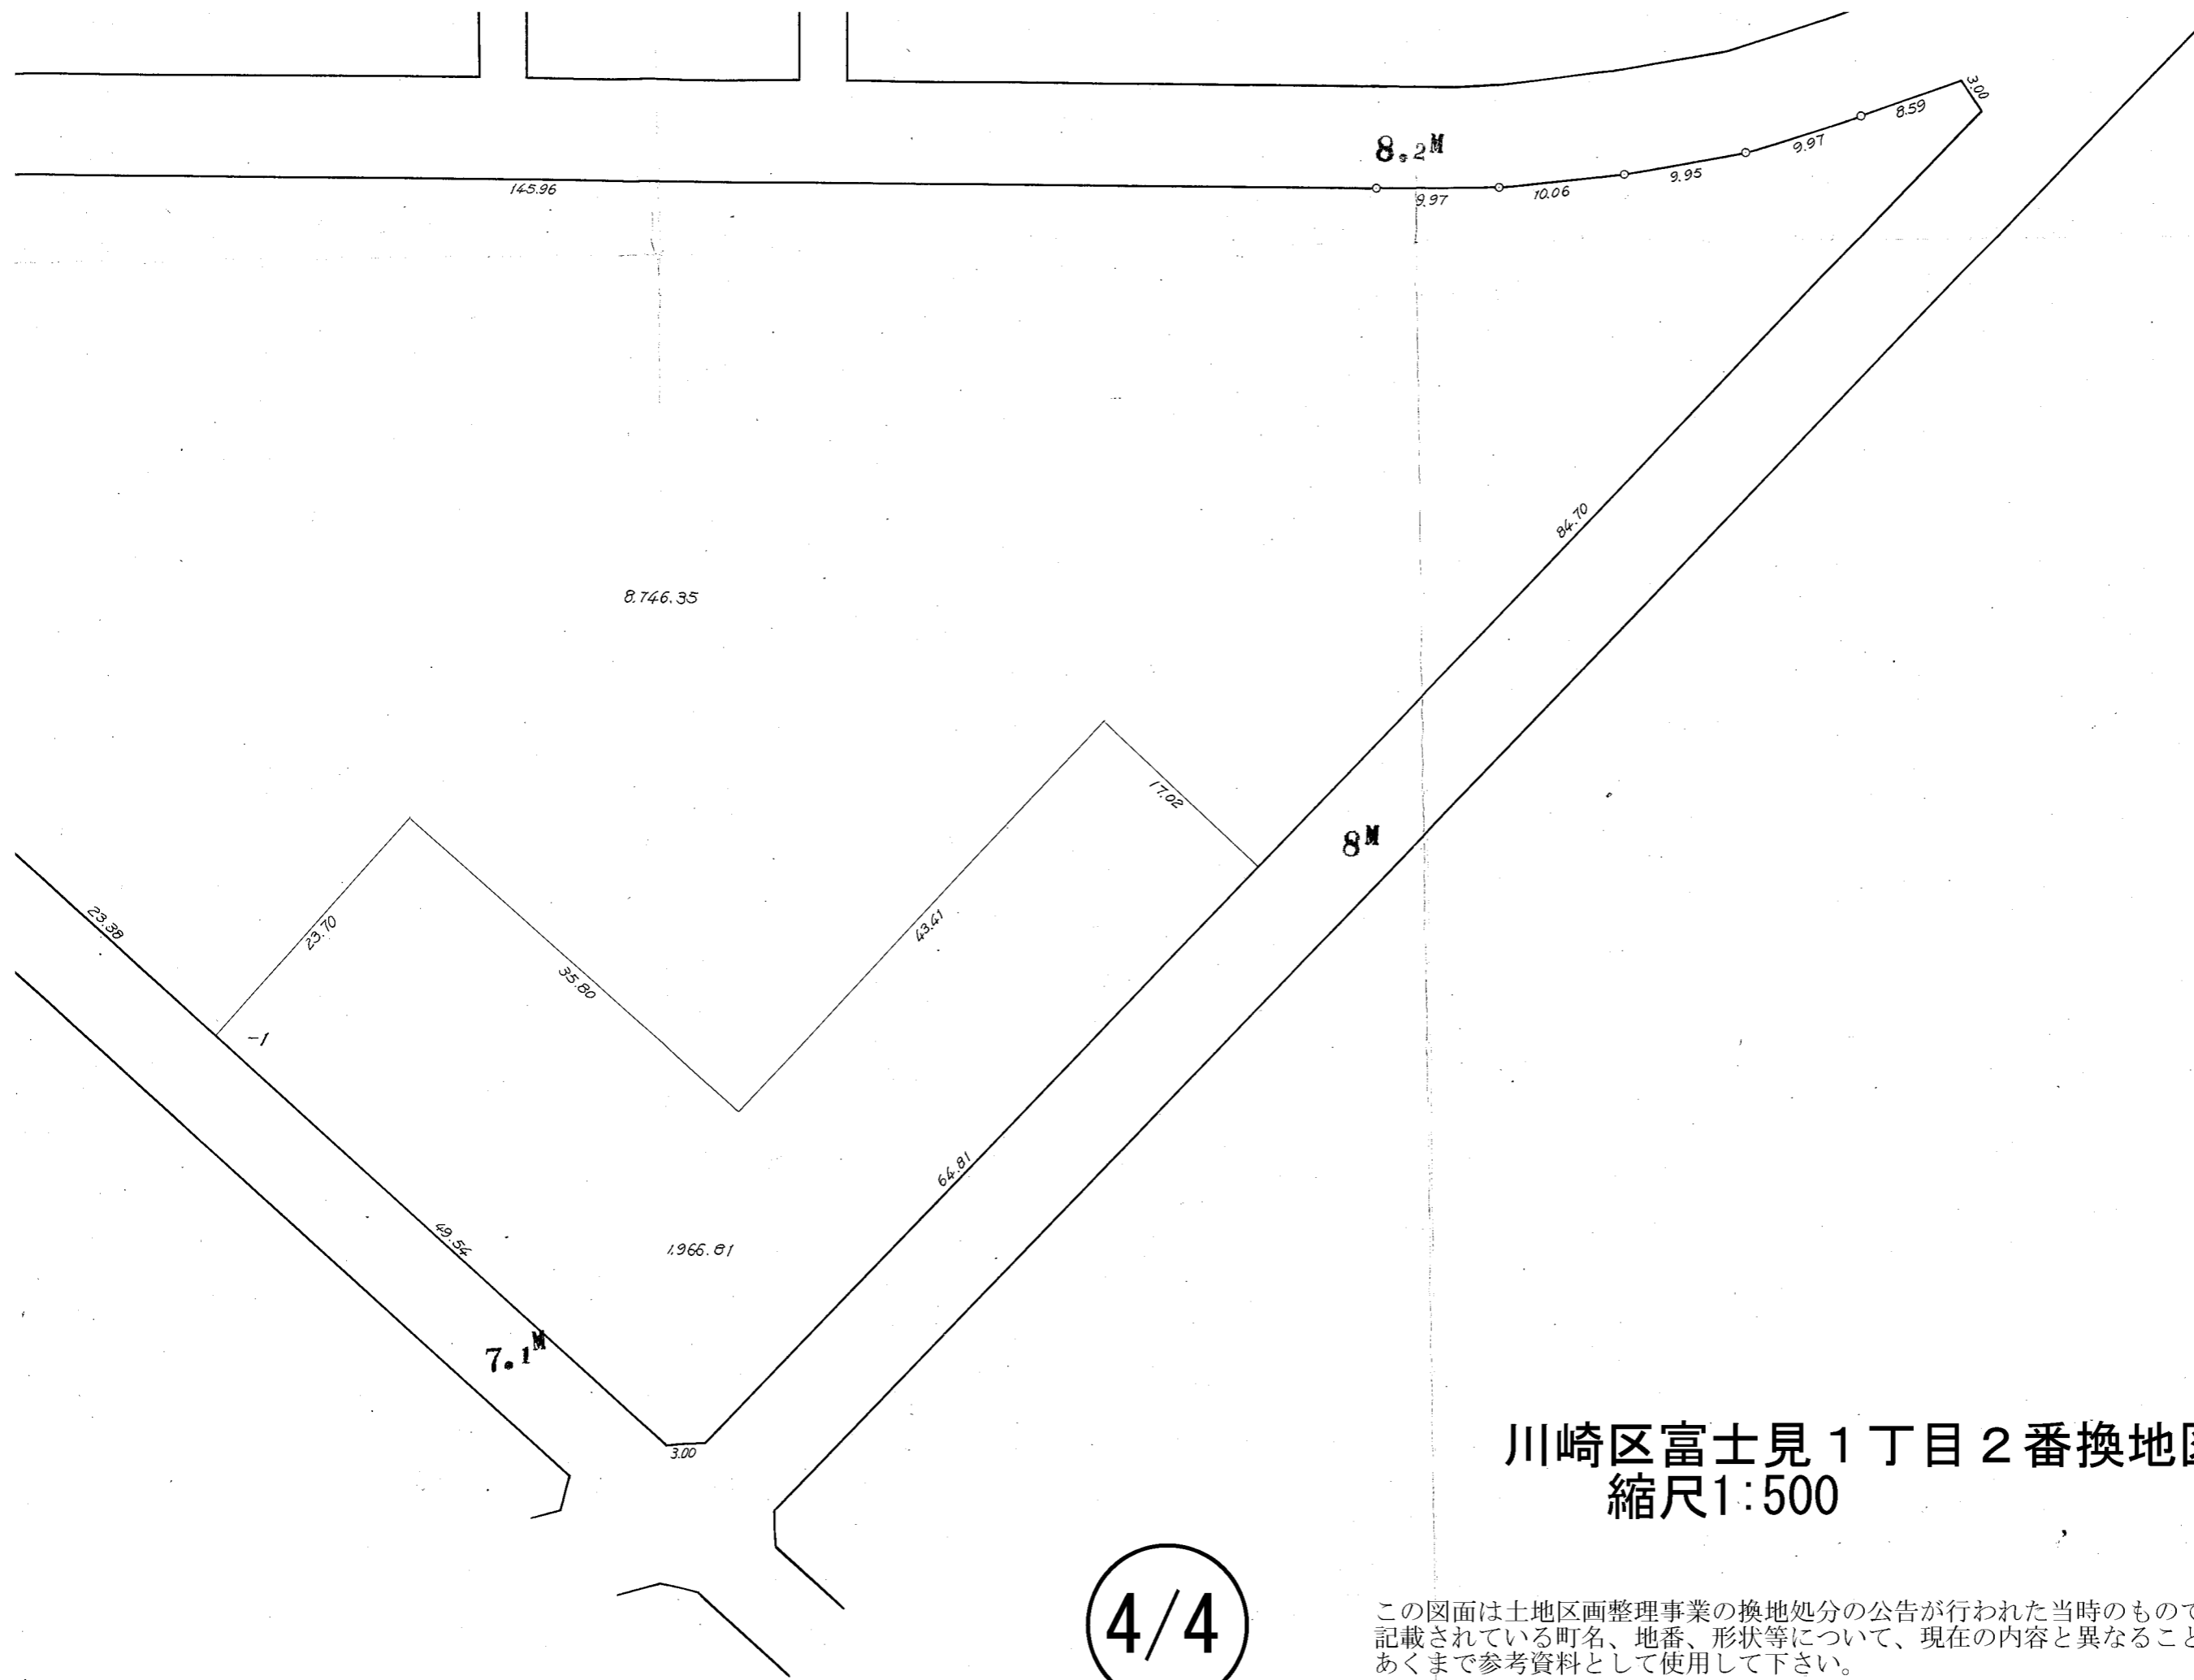 3.00
8.59
9.97
8.2M
9.95
10.06
9.97
145.96
84.70
8.746.35
17.02
8M
23.38
23.70
43.41
35.80
-1
64.81
49.54
1,966.81
7.1M
3.00
川崎区富士見１丁目２番換地図
縮尺1:500
4/4
この図面は土地区画整理事業の換地処分の公告が行われた当時のもので
記載されている町名、地番、形状等について、現在の内容と異なること
あくまで参考資料として使用して下さい。